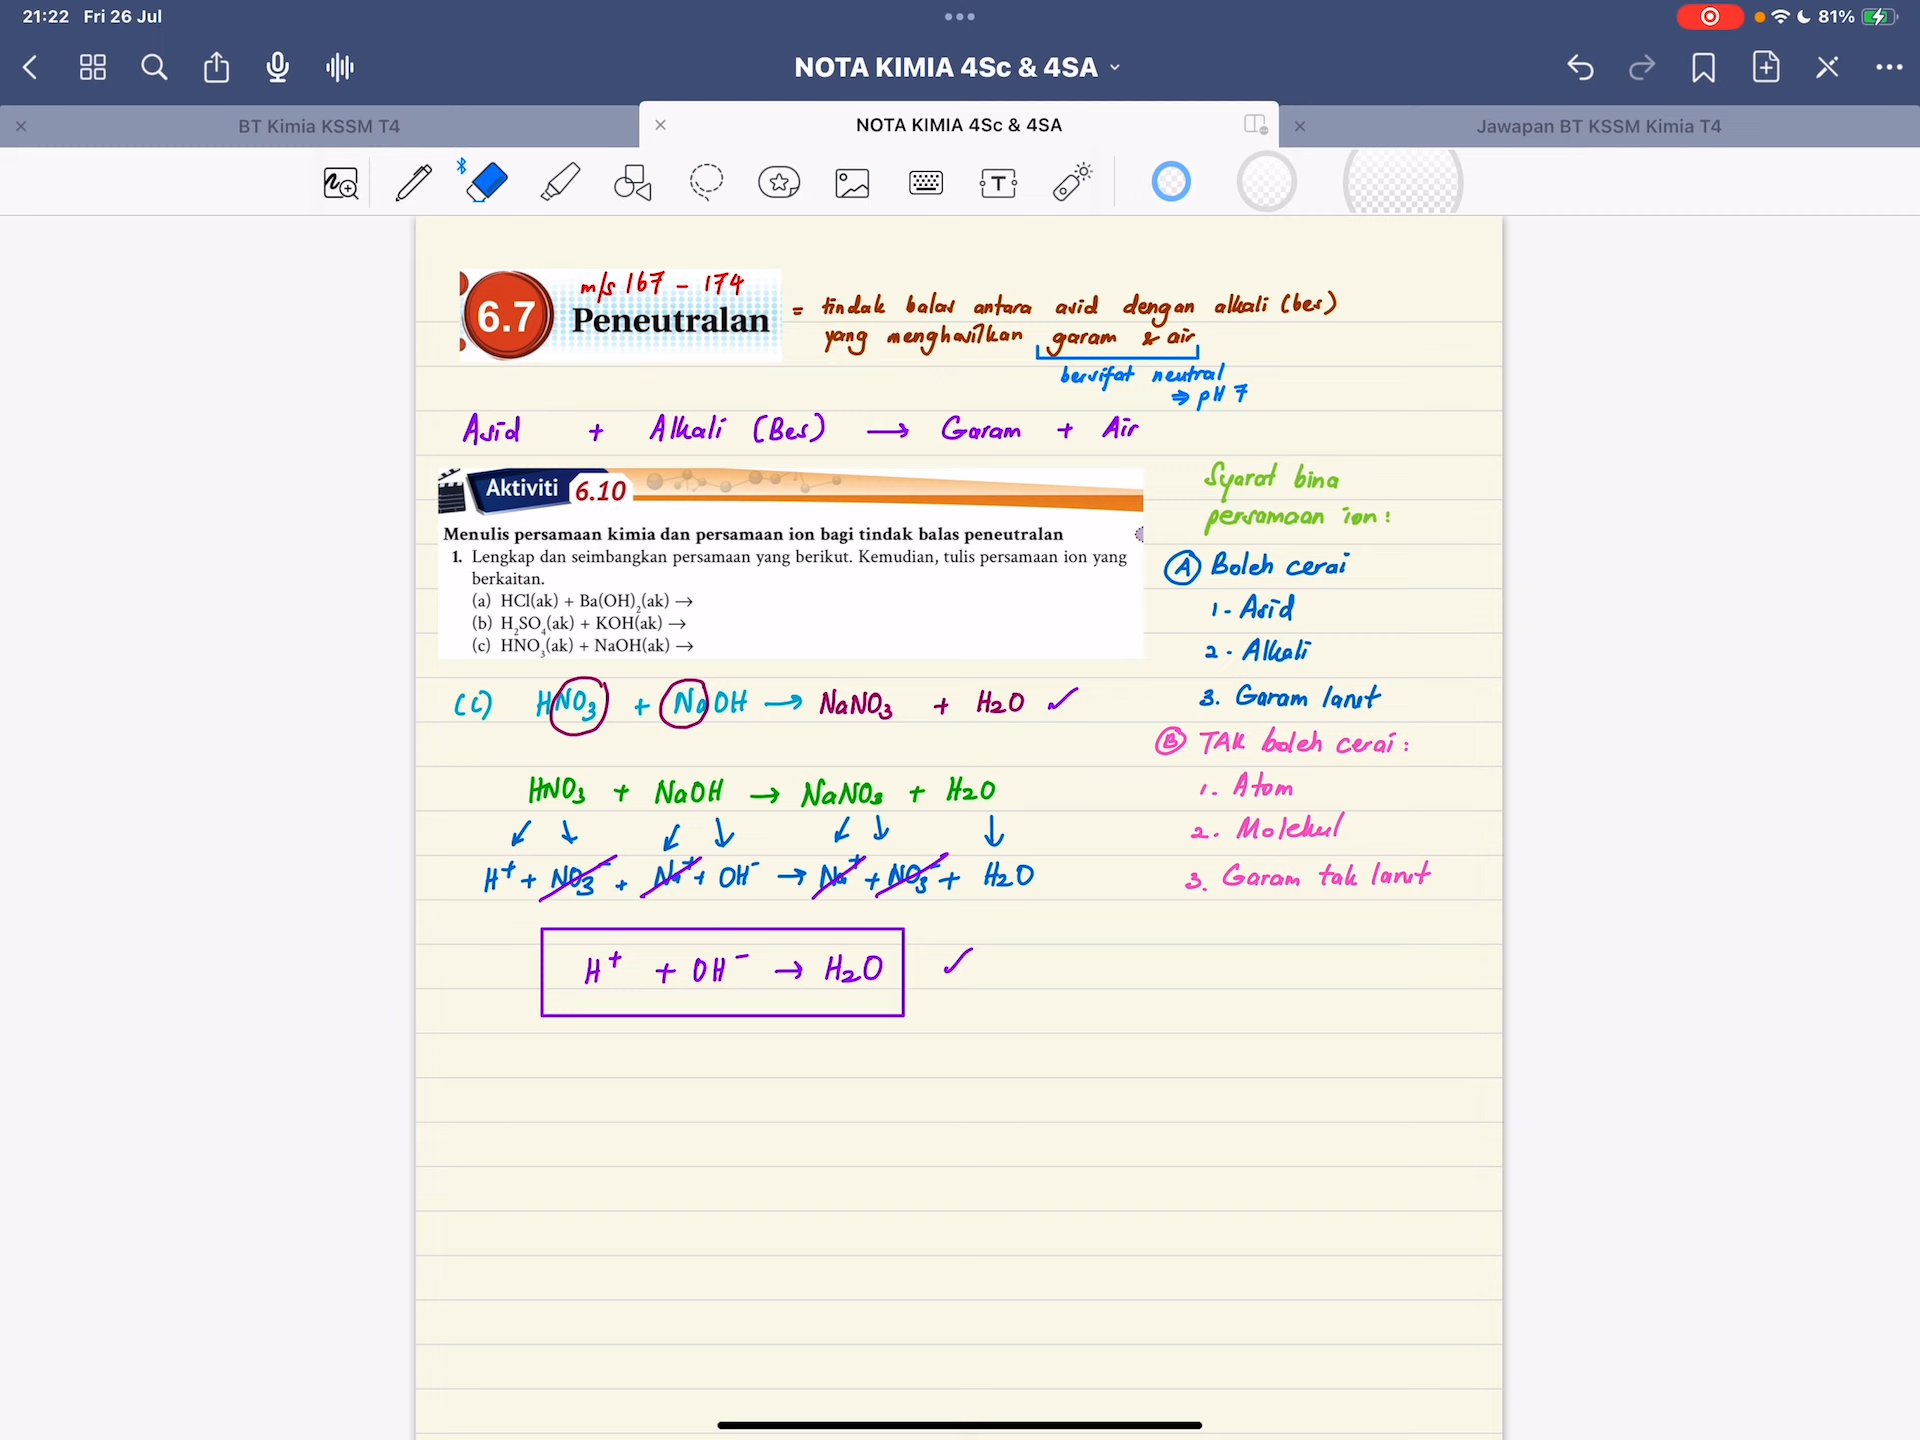 21:22 Fri 26 Jul
81%
NOTA KIMIA 4Sc & 4SA
BT Kimia KSSM T4
NOTA KIMIA 4Sc & 4SA
Jawapan BT KSSM Kimia T4
6.7 Peneutralan
m/s 167 - 174
= tindak balas antara asid dengan alkali (bes)
yang menghasilkan garam & air
bersifat neutral
⇒ pH 7
Asid + Alkali (Bes) → Garam + Air
Aktiviti 6.10
Menulis persamaan kimia dan persamaan ion bagi tindak balas peneutralan
1. Lengkap dan seimbangkan persamaan yang berikut. Kemudian, tulis persamaan ion yang
berkaitan.
(a) HCl(ak) + Ba(OH)₂(ak) →
(b) H₂SO₄(ak) + KOH(ak) →
(c) HNO₃(ak) + NaOH(ak) →
Syarat bina
persamaan ion :
(A) Boleh cerai
1. Asid
2. Alkali
3. Garam larut
(B) TAK boleh cerai :
1. Atom
2. Molekul
3. Garam tak larut
(c) HNO₃ + NaOH → NaNO₃ + H₂O ✓
HNO₃ + NaOH → NaNO₃ + H₂O
H⁺ + NO₃⁻ + Na⁺ + OH⁻ → Na⁺ + NO₃⁻ + H₂O
H⁺ + OH⁻ → H₂O ✓